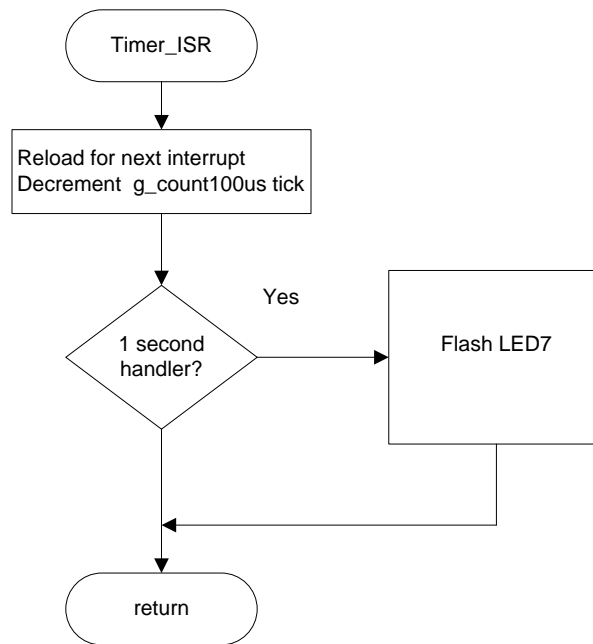 Timer_ISR
Reload for next interrupt
Decrement g_count100us tick
Yes
1 second
handler?
Flash LED7
return